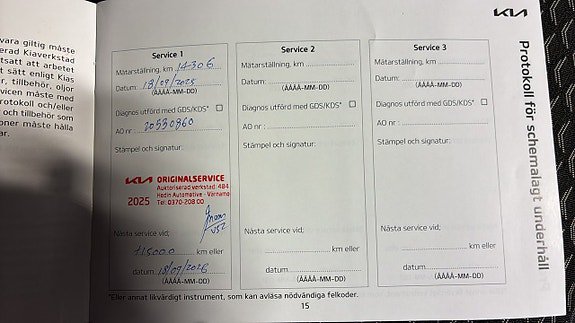 vara giltig måste
erad Kiaverkstad
tsatt att arbetet
t sätt enligt Kias
r, tillbehör, oljor
rvicen måste med
rotokoll och/eller
och tillbehör som
oner måste hålla
ar.
KIA
Protokoll för schemalagt underhåll
Service 1
Mätarställning, km 14306
Datum: 18/09/2025
(ÅÅÅÅ-MM-DD)
Diagnos utförd med GDS/KDS*
AO nr : 20530860
Stämpel och signatur:
KIA ORIGINALSERVICE
Auktoriserad verkstad: 484
Hedin Automotive - Värnamo
2025 Tel: 0370-208 00
Nästa service vid;
km eller
datum 18/09/2026
(ÅÅÅÅ-MM-DD)
Service 2
Mätarställning, km
Datum:
(ÅÅÅÅ-MM-DD)
Diagnos utförd med GDS/KDS*
AO nr :
Stämpel och signatur:
Nästa service vid;
km eller
datum
(ÅÅÅÅ-MM-DD)
Service 3
Mätarställning, km
Datum:
(ÅÅÅÅ-MM-DD)
Diagnos utförd med GDS/KDS*
AO nr :
Stämpel och signatur:
Nästa service vid;
km eller
datum
(ÅÅÅÅ-MM-DD)
*Eller annat likvärdigt instrument, som kan avläsa nödvändiga felkoder.
15